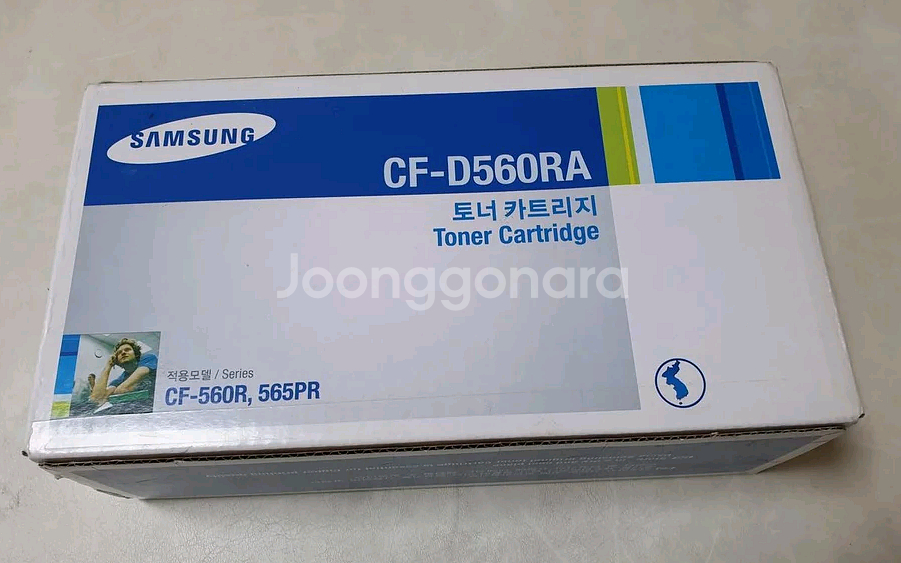 SAMSUNG
CF-D560RA
토너 카트리지
Toner Cartridge
Joonggonara
적용모델 / Series
CF-560R, 565PR